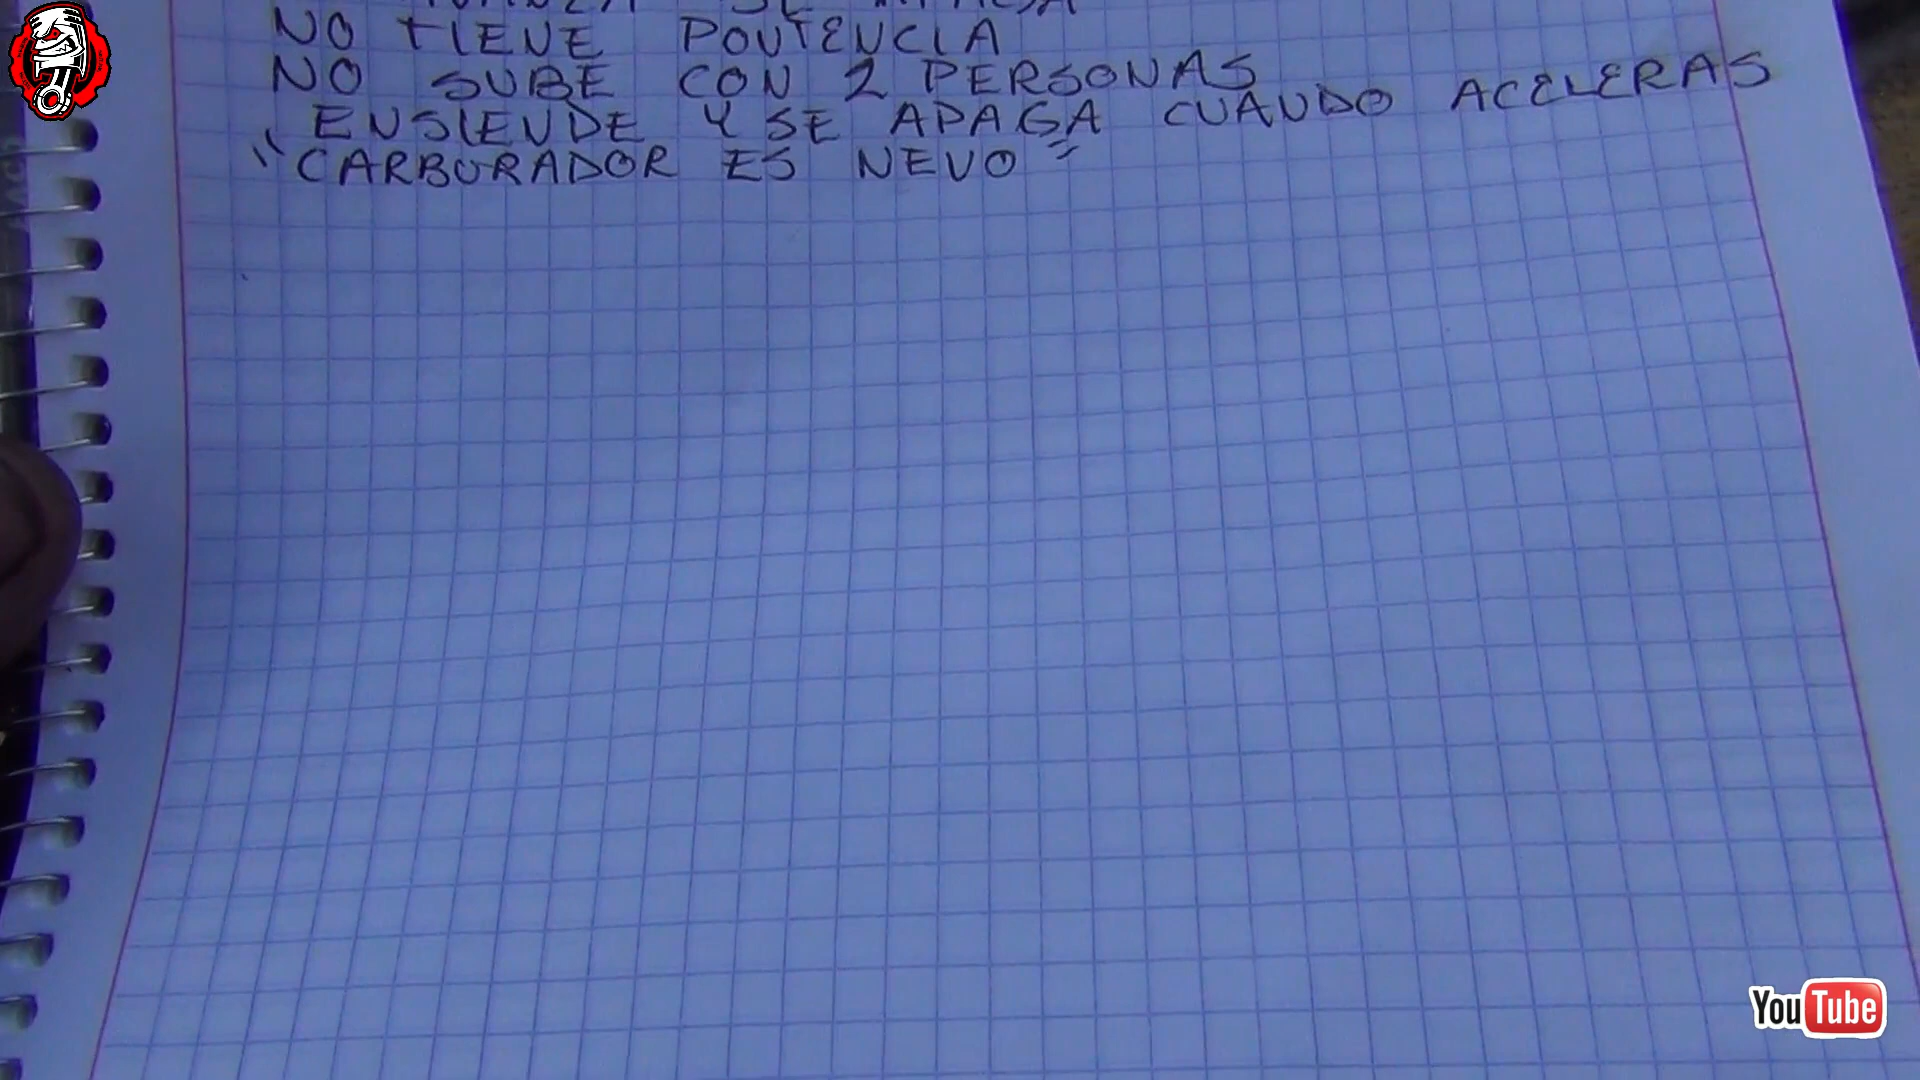 NO TIENE POUTENCIA
NO SUBE CON 2 PERSONAS
ENSIENDE Y SE APAGA CUANDO ACELERAS
"CARBURADOR ES NEVO"
YouTube